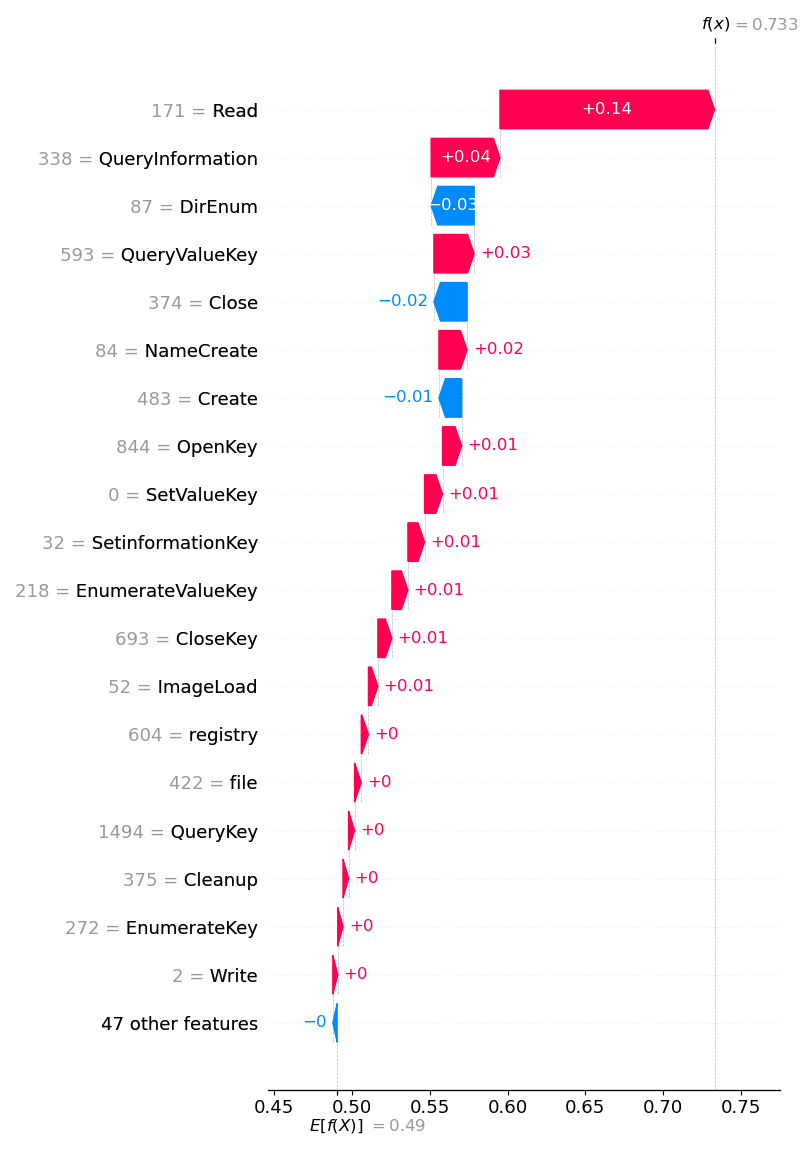 f(x) = 0.733
171 = Read +0.14
338 = QueryInformation +0.04
87 = DirEnum −0.03
593 = QueryValueKey +0.03
374 = Close −0.02
84 = NameCreate +0.02
483 = Create −0.01
844 = OpenKey +0.01
0 = SetValueKey +0.01
32 = SetinformationKey +0.01
218 = EnumerateValueKey +0.01
693 = CloseKey +0.01
52 = ImageLoad +0.01
604 = registry +0
422 = file +0
1494 = QueryKey +0
375 = Cleanup +0
272 = EnumerateKey +0
2 = Write +0
47 other features −0
0.45 0.50 0.55 0.60 0.65 0.70 0.75
E[f(X)] = 0.49